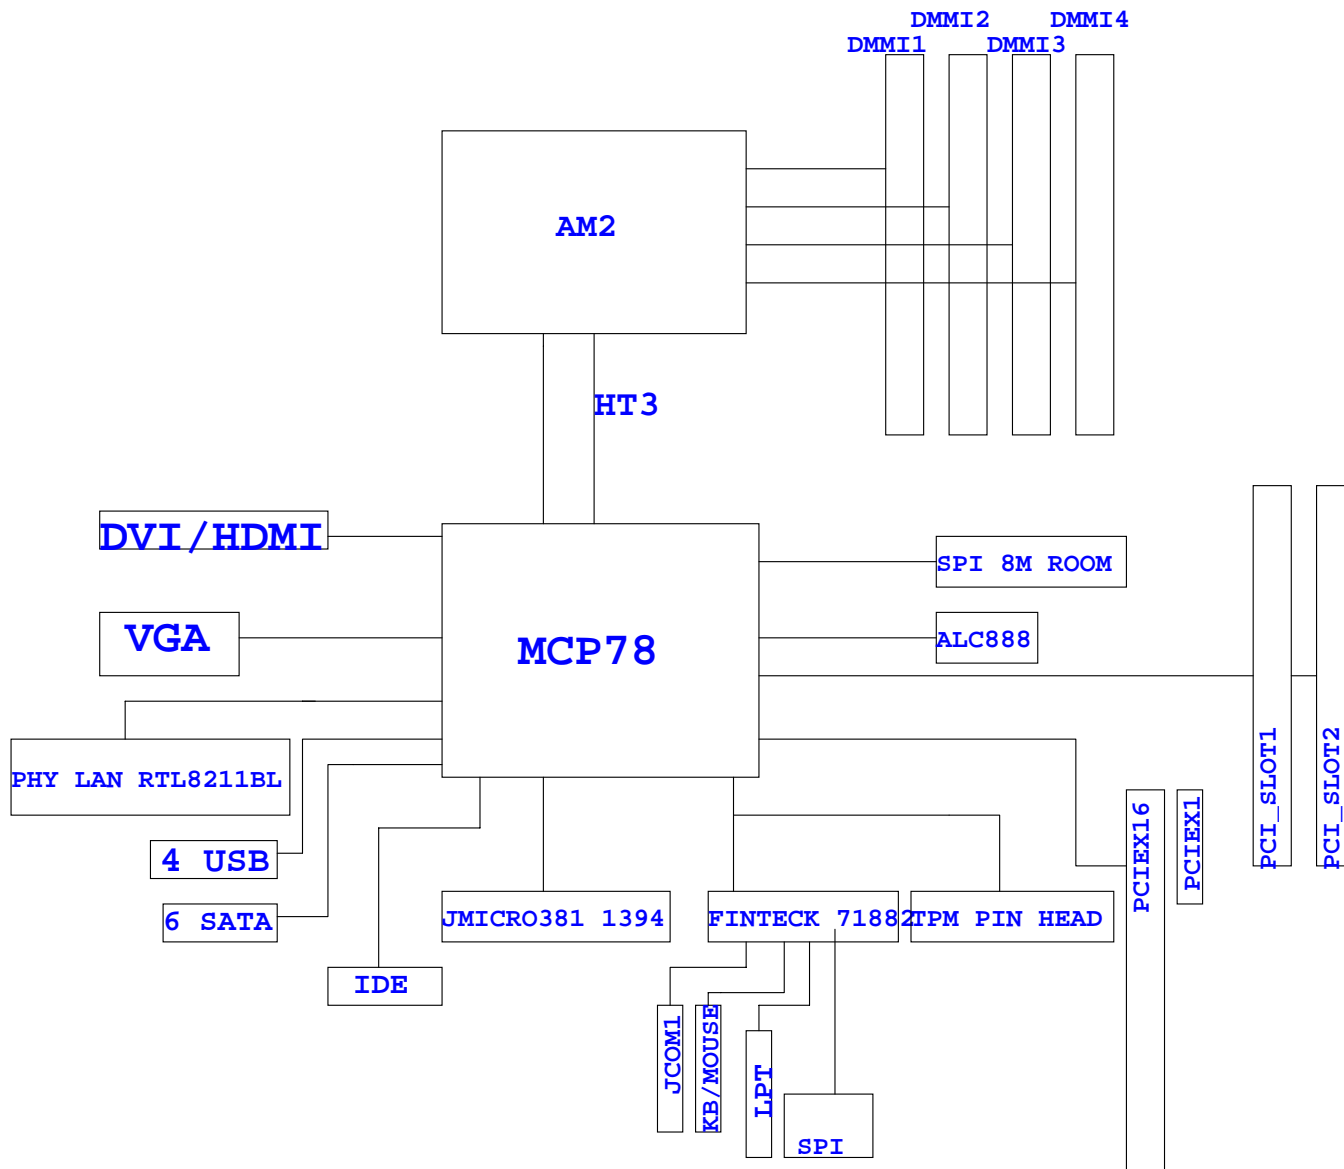 DMMI2 DMMI4
DMMI1 DMMI3
AM2
HT3
DVI/HDMI
SPI 8M ROOM
VGA
MCP78
ALC888
PHY LAN RTL8211BL
PCI_SLOT1
PCI_SLOT2
4 USB
PCIEX16
PCIEX1
6 SATA
JMICRO381 1394
FINTECK 71882
TPM PIN HEAD
IDE
JCOM1
KB/MOUSE
LPT
SPI